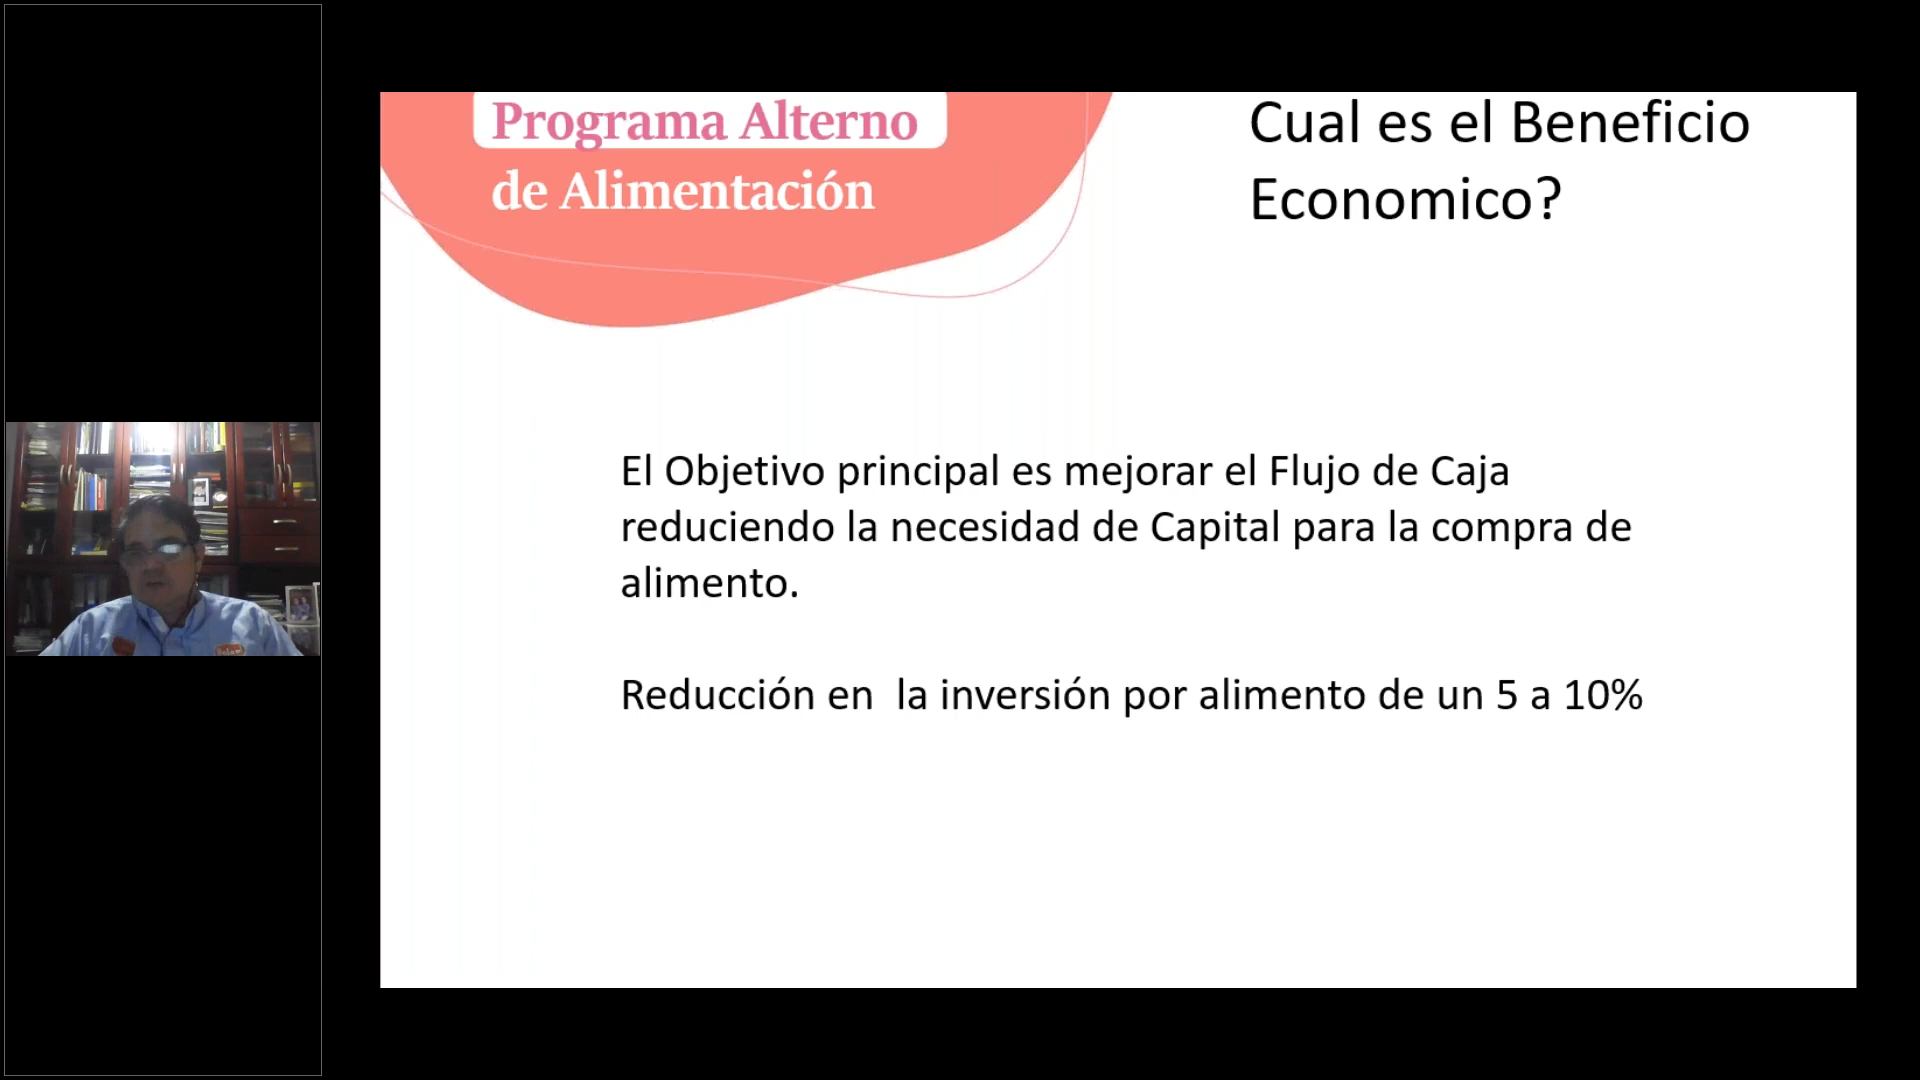 Programa Alterno
de Alimentación
Cual es el Beneficio
Economico?
El Objetivo principal es mejorar el Flujo de Caja
reduciendo la necesidad de Capital para la compra de
alimento.
Reducción en  la inversión por alimento de un 5 a 10%